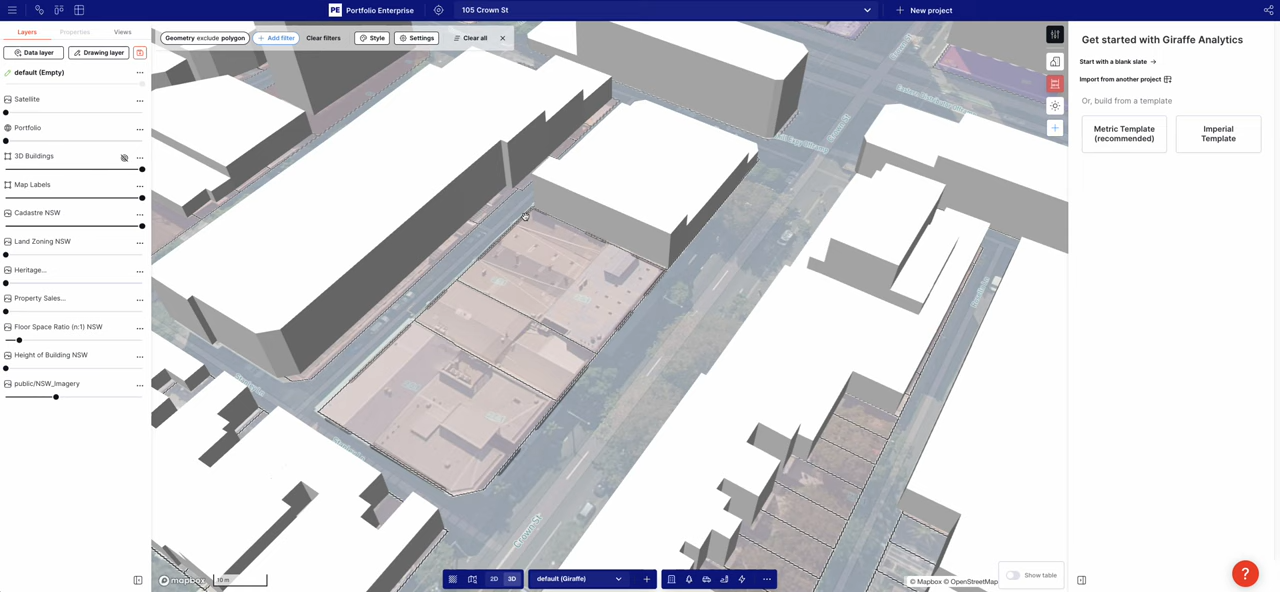 PE Portfolio Enterprise
105 Crown St
New project
Layers
Properties
Views
Geometry exclude polygon
Add filter
Clear filters
Style
Settings
Clear all
Data layer
Drawing layer
default (Empty)
Satellite
Portfolio
3D Buildings
Map Labels
Cadastre NSW
Land Zoning NSW
Heritage...
Property Sales...
Floor Space Ratio (n:1) NSW
Height of Building NSW
public/NSW_Imagery
Crown St
Get started with Giraffe Analytics
Start with a blank slate →
Import from another project
Or, build from a template
Metric Template
(recommended)
Imperial
Template
mapbox
10 m
2D
3D
default (Giraffe)
© Mapbox © OpenStreetMap
Show table
?